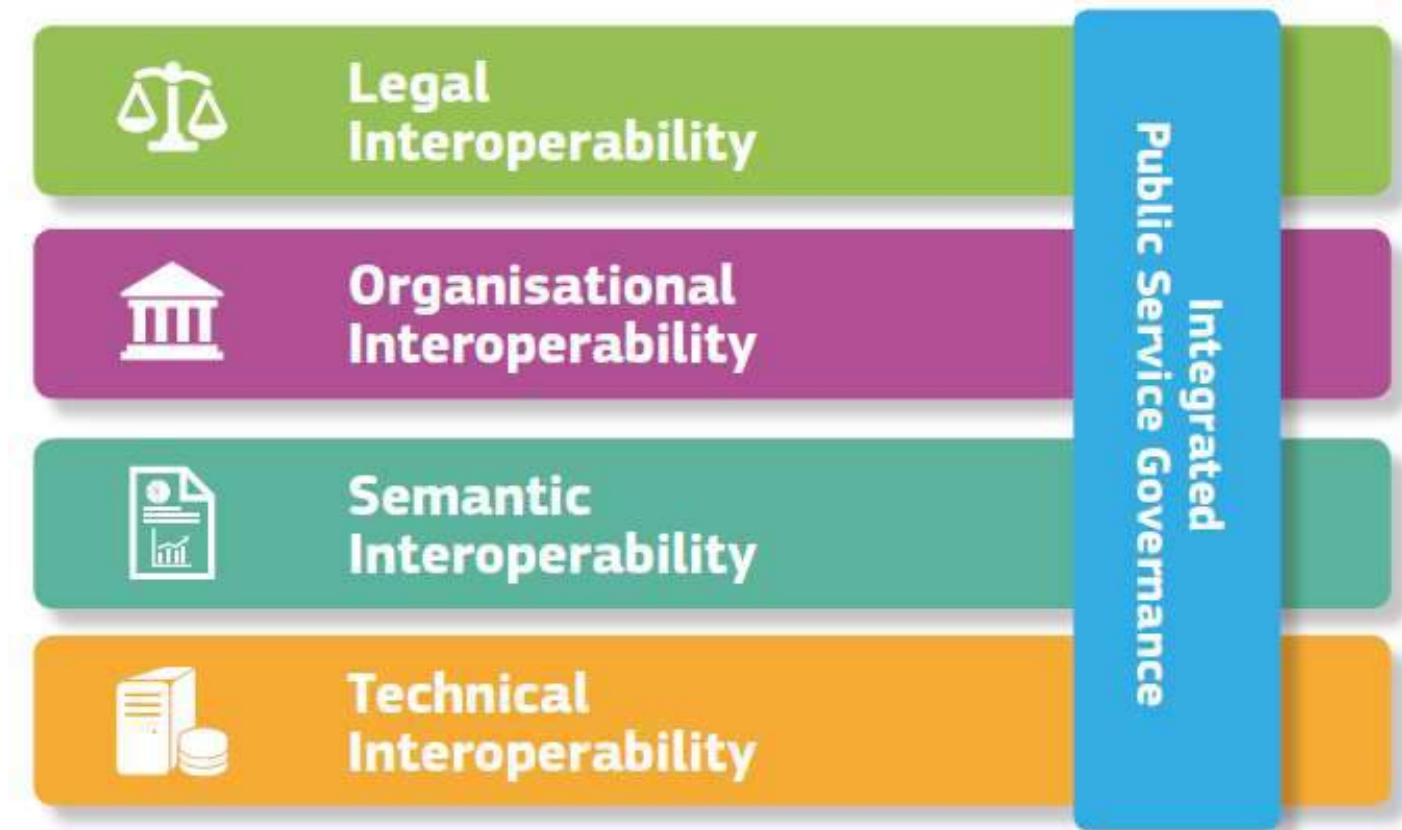 Legal
Interoperability
Organisational
Interoperability
Semantic
Interoperability
Technical
Interoperability
Integrated
Public Service Governance